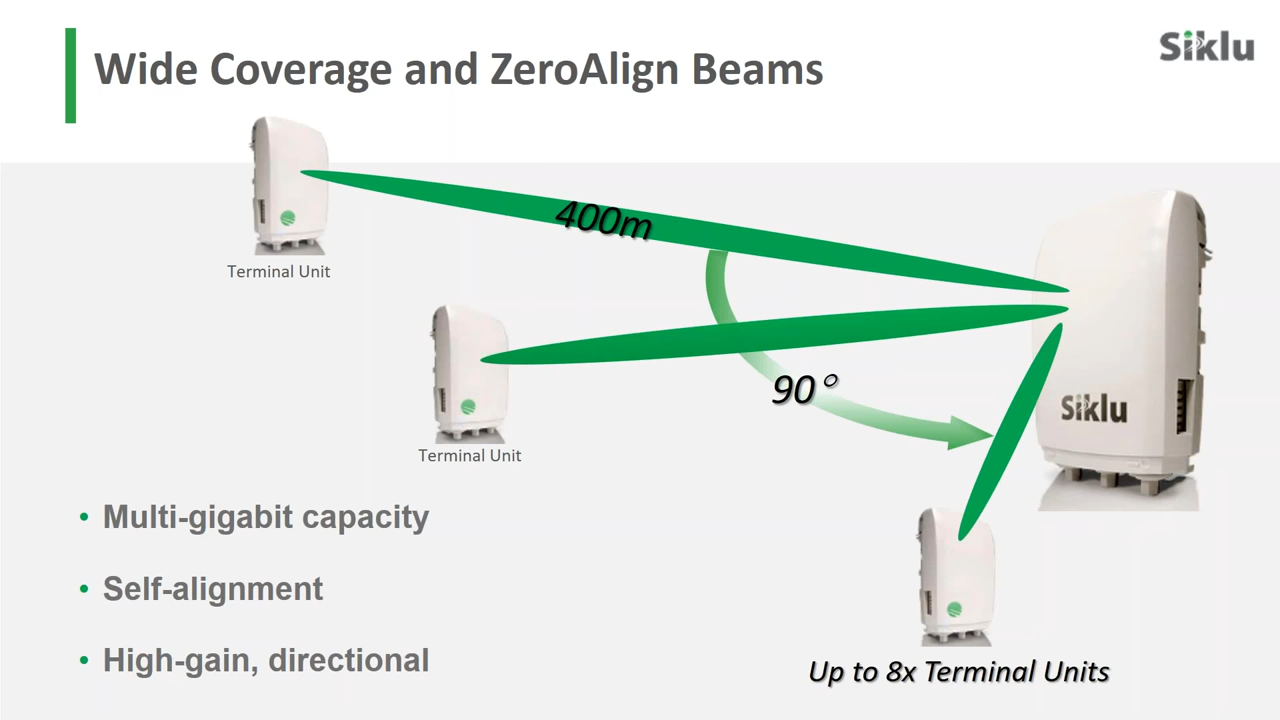 Wide Coverage and ZeroAlign Beams
Siklu
400m
Terminal Unit
90°
Siklu
Terminal Unit
• Multi-gigabit capacity
• Self-alignment
• High-gain, directional
Up to 8x Terminal Units